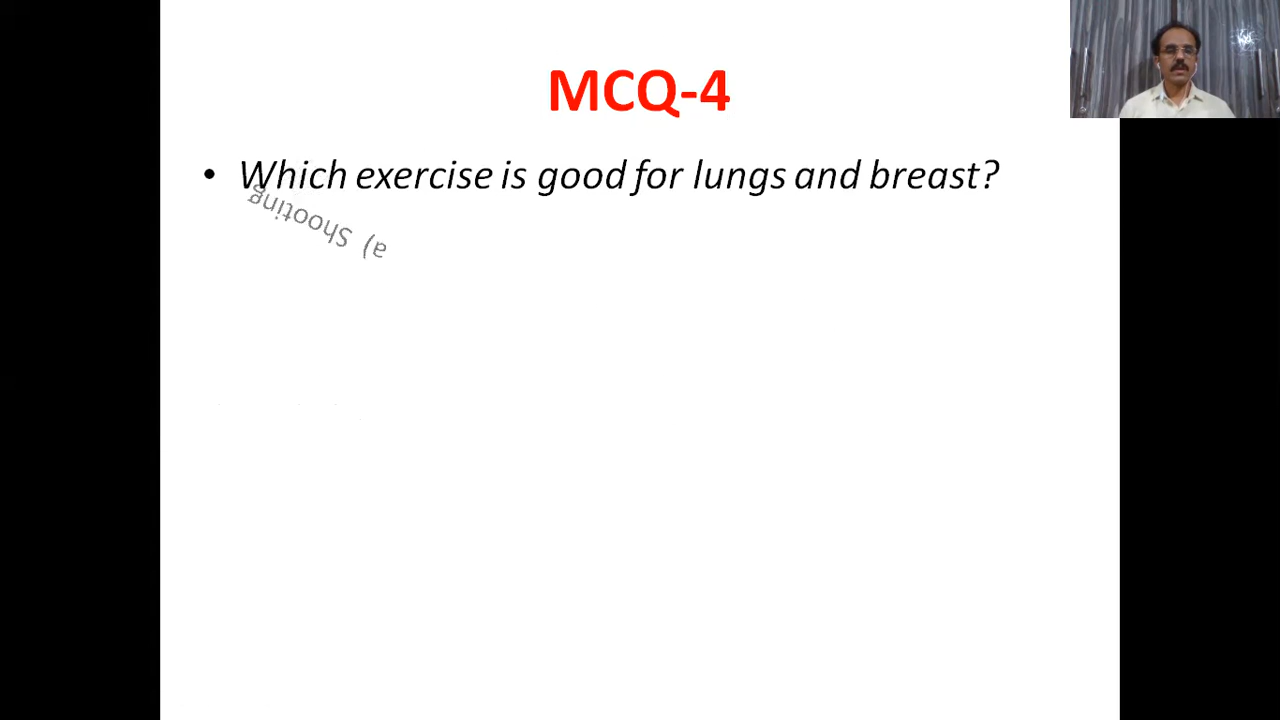 MCQ-4
• Which exercise is good for lungs and breast?
a) Shooting